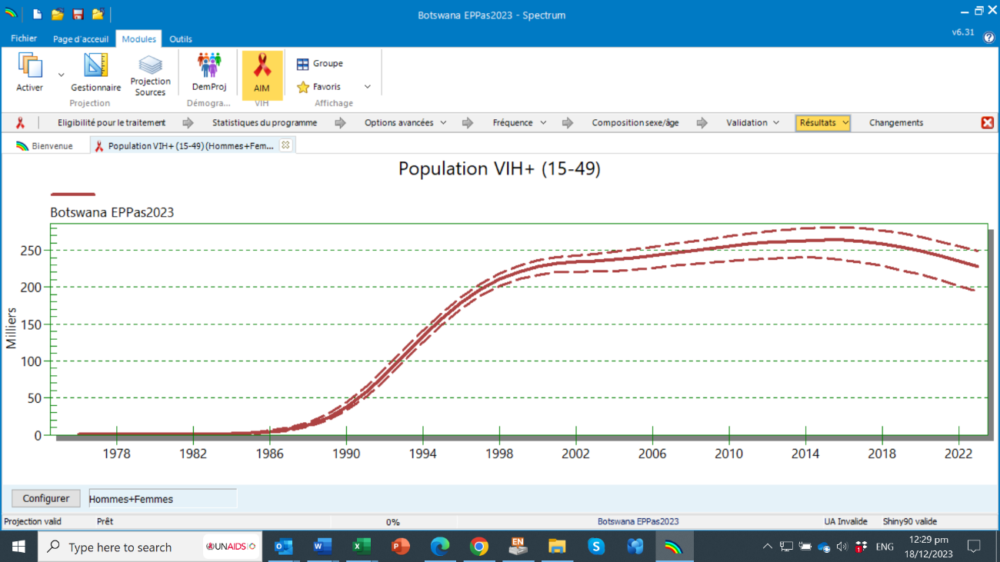 Botswana EPPas2023 - Spectrum
Fichier
Page d'acceuil
Modules
Outils
v6.31
Activer
Gestionnaire
Projection
Sources
DemProj
AIM
Groupe
Favoris
Projection
Démogra...
VIH
Affichage
Eligibilité pour le traitement
Statistiques du programme
Options avancées
Fréquence
Composition sexe/âge
Validation
Résultats
Changements
Bienvenue
Population VIH+ (15-49) (Hommes+Fem...
Population VIH+ (15-49)
Botswana EPPas2023
Milliers
250
200
150
100
50
0
1978 1982 1986 1990 1994 1998 2002 2006 2010 2014 2018 2022
Configurer
Hommes+Femmes
Projection valid
Prêt
0%
Botswana EPPas2023
UA Invalide
Shiny90 valide
Type here to search
UNAIDS
EN
ENG
12:29 pm
18/12/2023